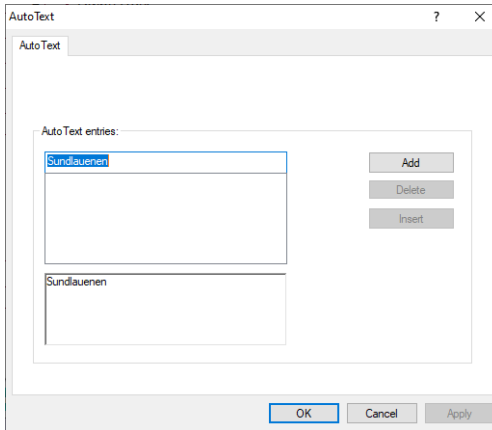 AutoText
?
AutoText
AutoText entries:
Sundlauenen
Add
Delete
Insert
Sundlauenen
OK
Cancel
Apply